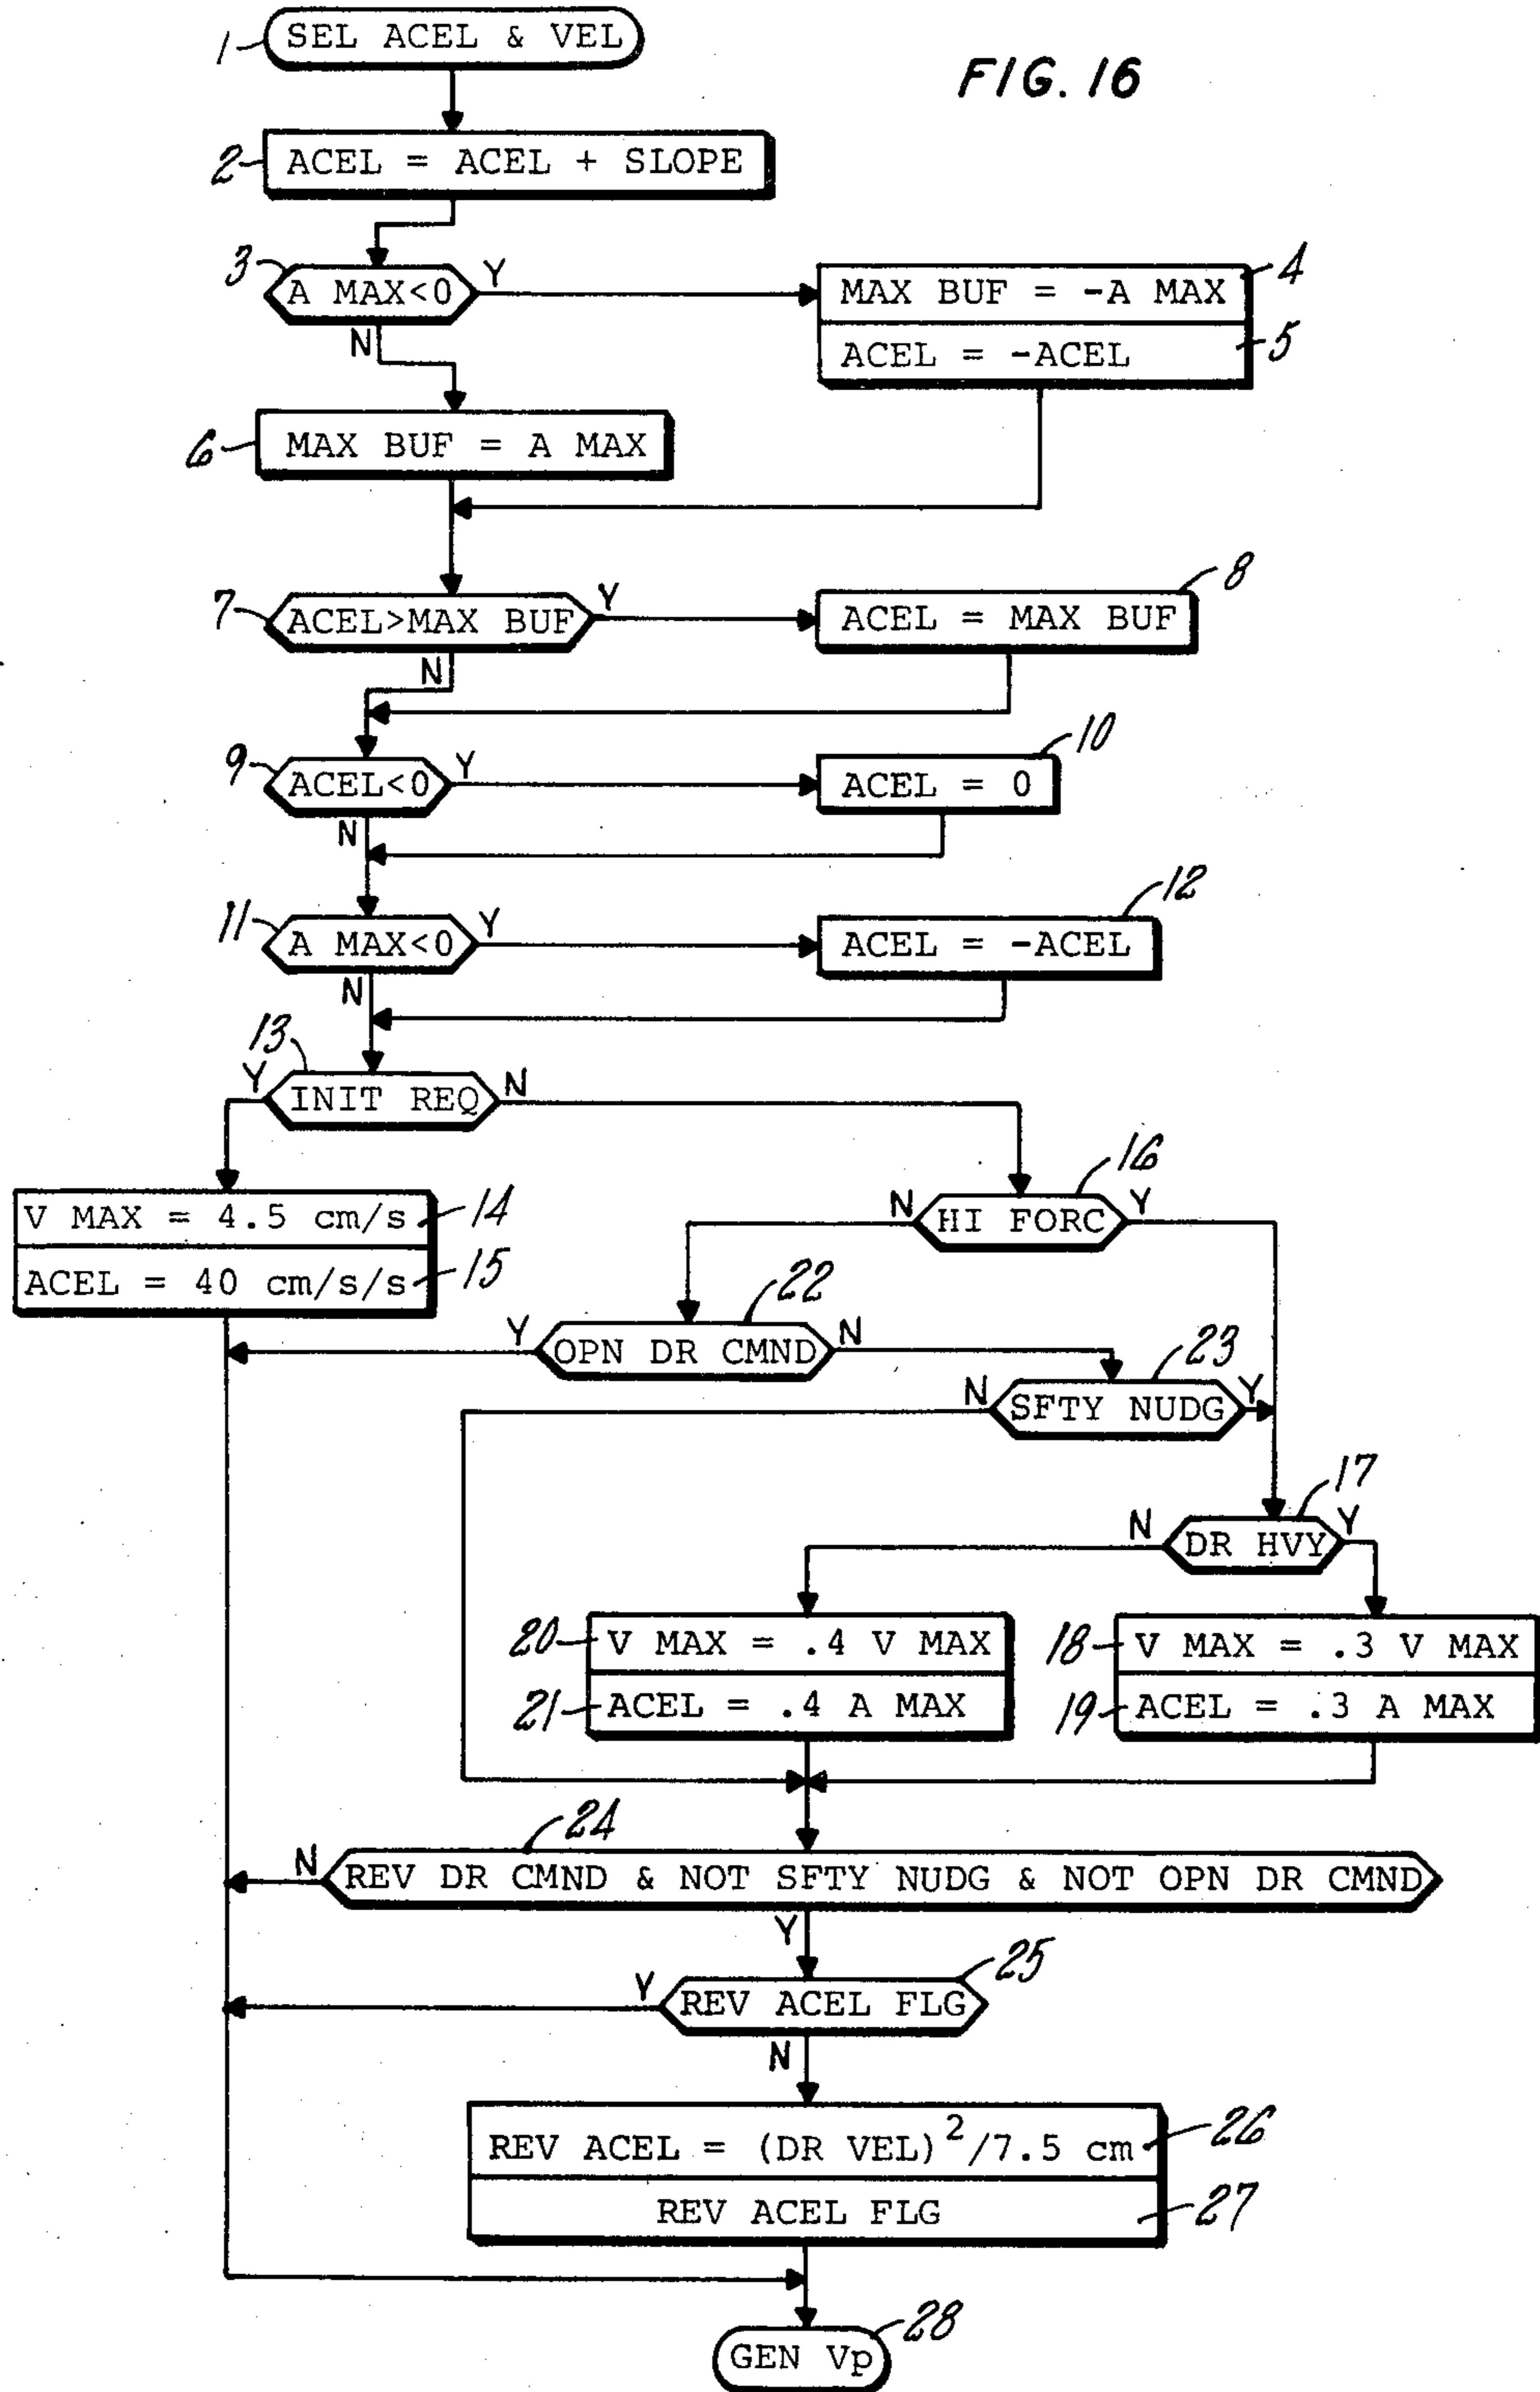 1 SEL ACEL & VEL
FIG. 16
2 ACEL = ACEL + SLOPE
3 A MAX<0 Y
N
MAX BUF = -A MAX 4
ACEL = -ACEL 5
6 MAX BUF = A MAX
7 ACEL>MAX BUF Y
N
ACEL = MAX BUF 8
9 ACEL<0 Y
N
ACEL = 0 10
11 A MAX<0 Y
N
ACEL = -ACEL 12
13
Y INIT REQ N
V MAX = 4.5 cm/s 14
ACEL = 40 cm/s/s 15
16
N HI FORC Y
22
Y OPN DR CMND N
23
N SFTY NUDG Y
17
N DR HVY Y
20 V MAX = .4 V MAX
21 ACEL = .4 A MAX
18 V MAX = .3 V MAX
19 ACEL = .3 A MAX
24
N REV DR CMND & NOT SFTY NUDG & NOT OPN DR CMND
Y
25
Y REV ACEL FLG
N
REV ACEL = (DR VEL)²/7.5 cm 26
REV ACEL FLG 27
GEN Vp 28